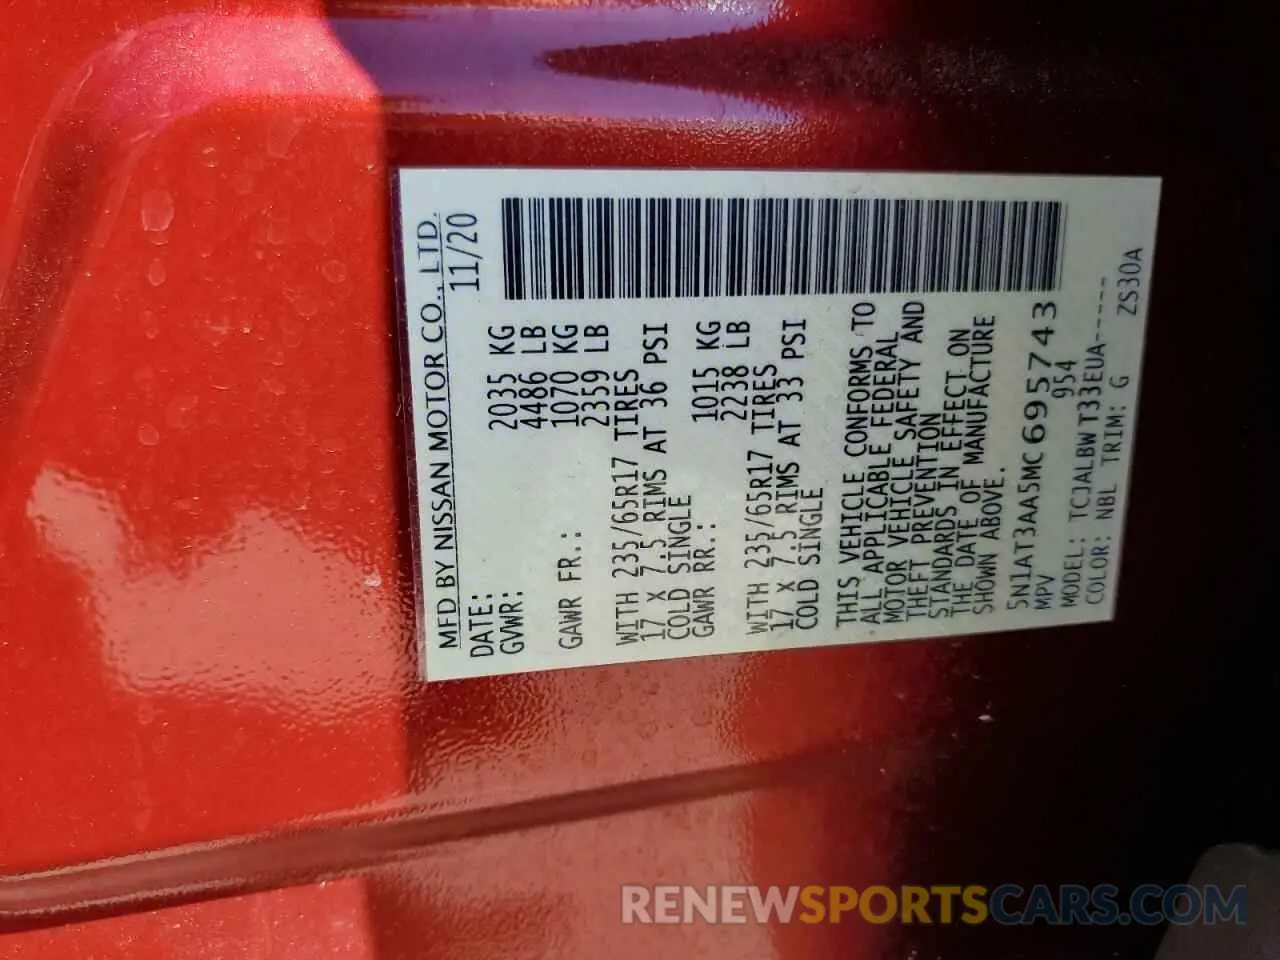 MFD BY NISSAN MOTOR CO., LTD.
DATE: 11/20
GVWR: 2035 KG
4486 LB
GAWR FR.: 1070 KG
2359 LB
WITH 235/65R17 TIRES
17 X 7.5 RIMS AT 36 PSI
COLD SINGLE
GAWR RR.: 1015 KG
2238 LB
WITH 235/65R17 TIRES
17 X 7.5 RIMS AT 33 PSI
COLD SINGLE
THIS VEHICLE CONFORMS TO
ALL APPLICABLE FEDERAL
MOTOR VEHICLE SAFETY AND
THEFT PREVENTION
STANDARDS IN EFFECT ON
THE DATE OF MANUFACTURE
SHOWN ABOVE.
5N1AT3AA5MC695743
MPV 954
MODEL: TCJALBWT33EUA-----
COLOR: NBL TRIM: G ZS30A
RENEWSPORTSCARS.COM